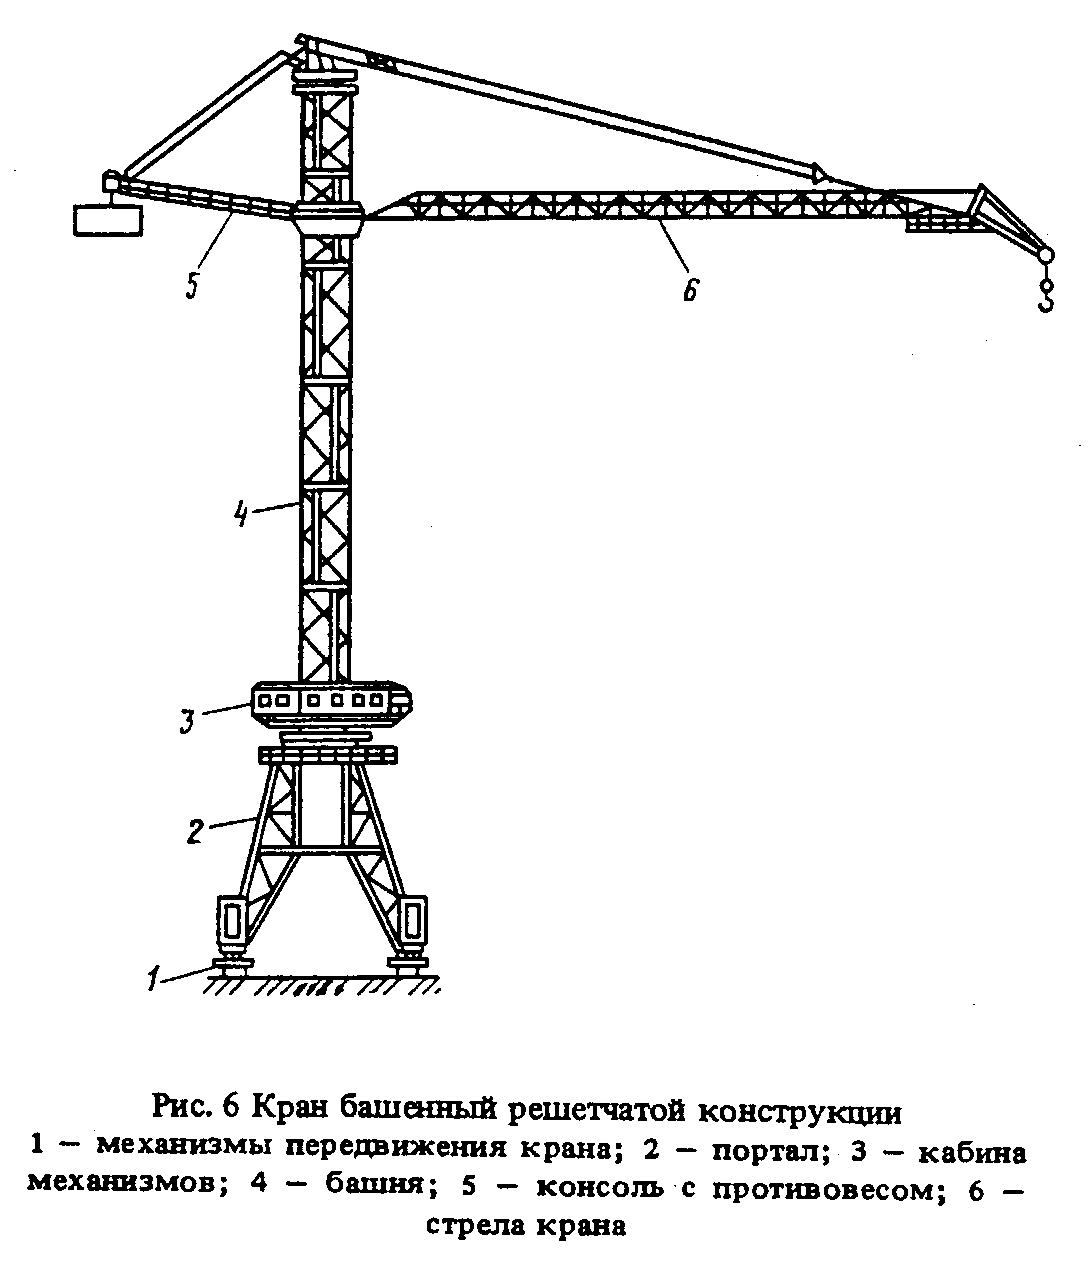 5
6
4
3
2
1
Рис. 6 Кран башенный решетчатой конструкции
1 — механизмы передвижения крана; 2 — портал; 3 — кабина
механизмов; 4 — башня; 5 — консоль с противовесом; 6 —
стрела крана